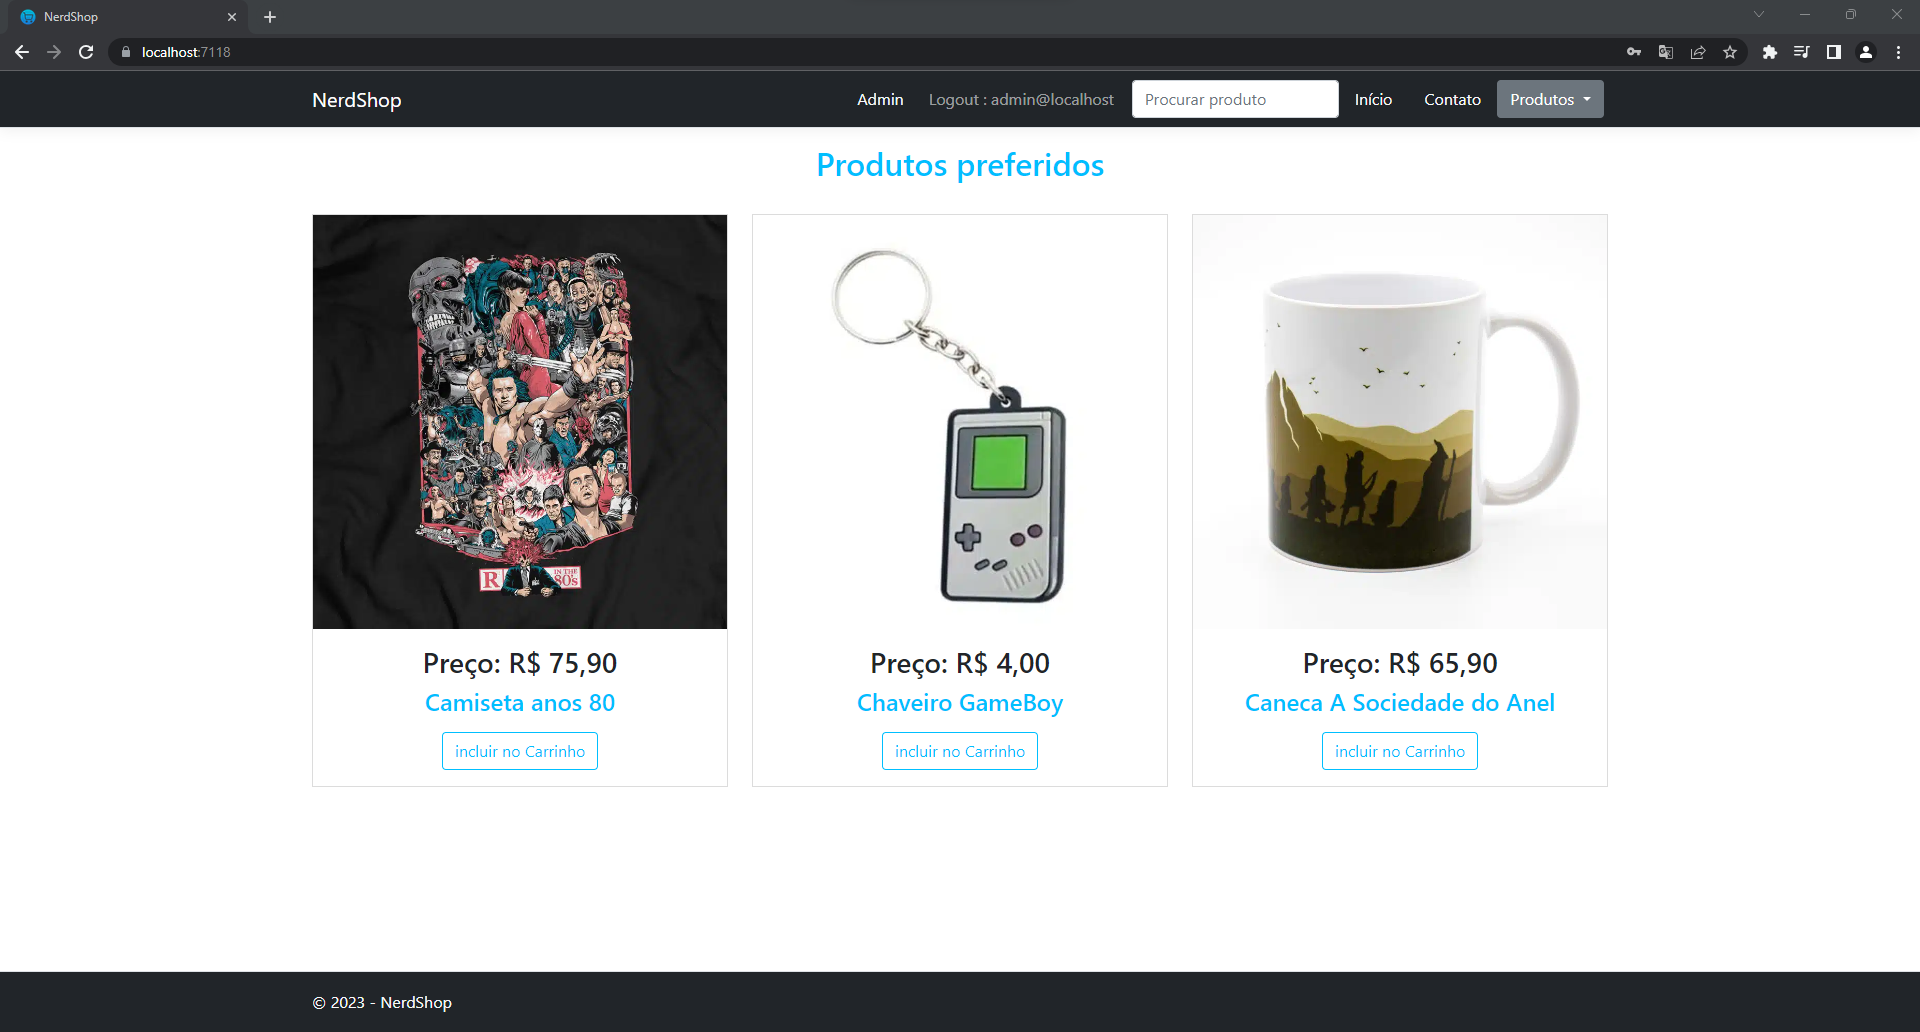 NerdShop
localhost:7118
NerdShop
Admin
Logout : admin@localhost
Procurar produto
Início
Contato
Produtos
Produtos preferidos
R
IN THE
80's
Preço: R$ 75,90
Camiseta anos 80
incluir no Carrinho
Preço: R$ 4,00
Chaveiro GameBoy
incluir no Carrinho
Preço: R$ 65,90
Caneca A Sociedade do Anel
incluir no Carrinho
© 2023 - NerdShop